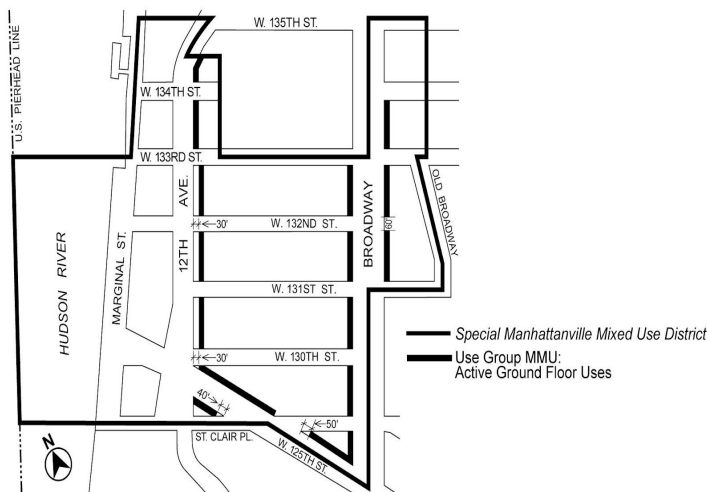 W. 135TH ST.
U.S. PIERHEAD LINE
W. 134TH ST.
W. 133RD ST.
12TH AVE.
BROADWAY
OLD BROADWAY
30'
W. 132ND ST.
60'
HUDSON RIVER
MARGINAL ST.
W. 131ST ST.
Special Manhattanville Mixed Use District
30'
W. 130TH ST.
Use Group MMU:
Active Ground Floor Uses
40'
50'
N
ST. CLAIR PL.
W. 125TH ST.